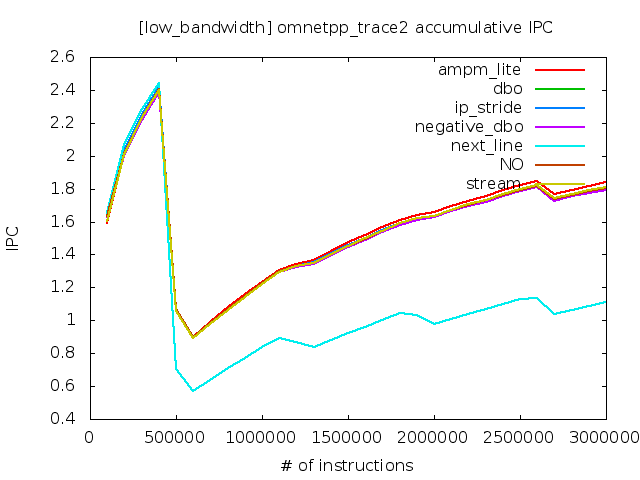 [low_bandwidth] omnetpp_trace2 accumulative IPC
2.6
2.4
2.2
2
1.8
1.6
1.4
1.2
1
0.8
0.6
0.4
IPC
ampm_lite
dbo
ip_stride
negative_dbo
next_line
NO
stream
0 500000 1000000 1500000 2000000 2500000 3000000
# of instructions